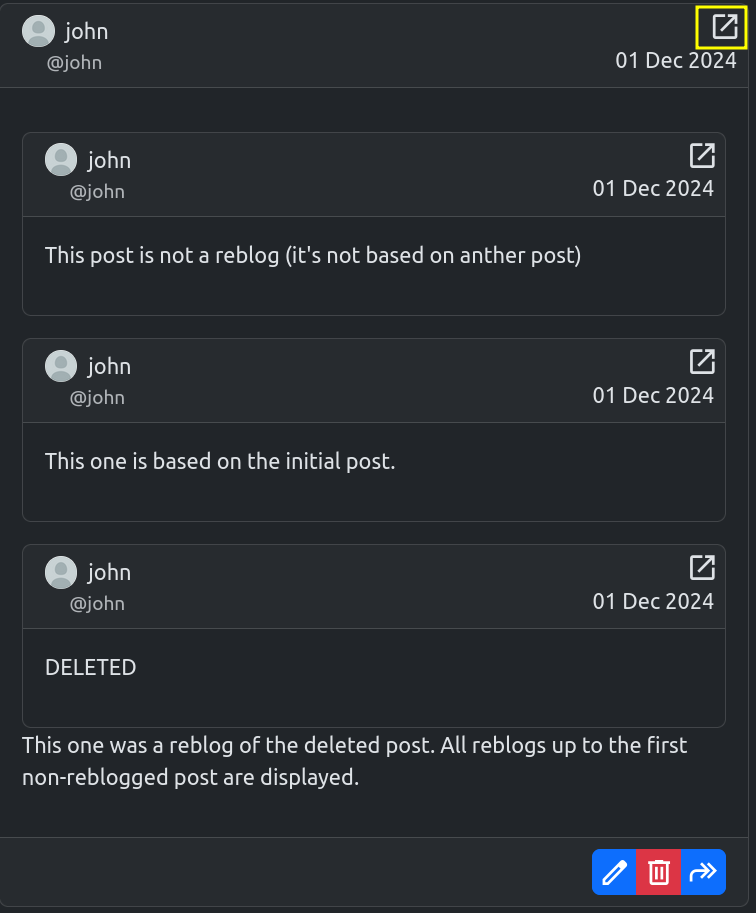 john
@john
01 Dec 2024
john
@john
01 Dec 2024
This post is not a reblog (it's not based on anther post)
john
@john
01 Dec 2024
This one is based on the initial post.
john
@john
01 Dec 2024
DELETED
This one was a reblog of the deleted post. All reblogs up to the first
non-reblogged post are displayed.